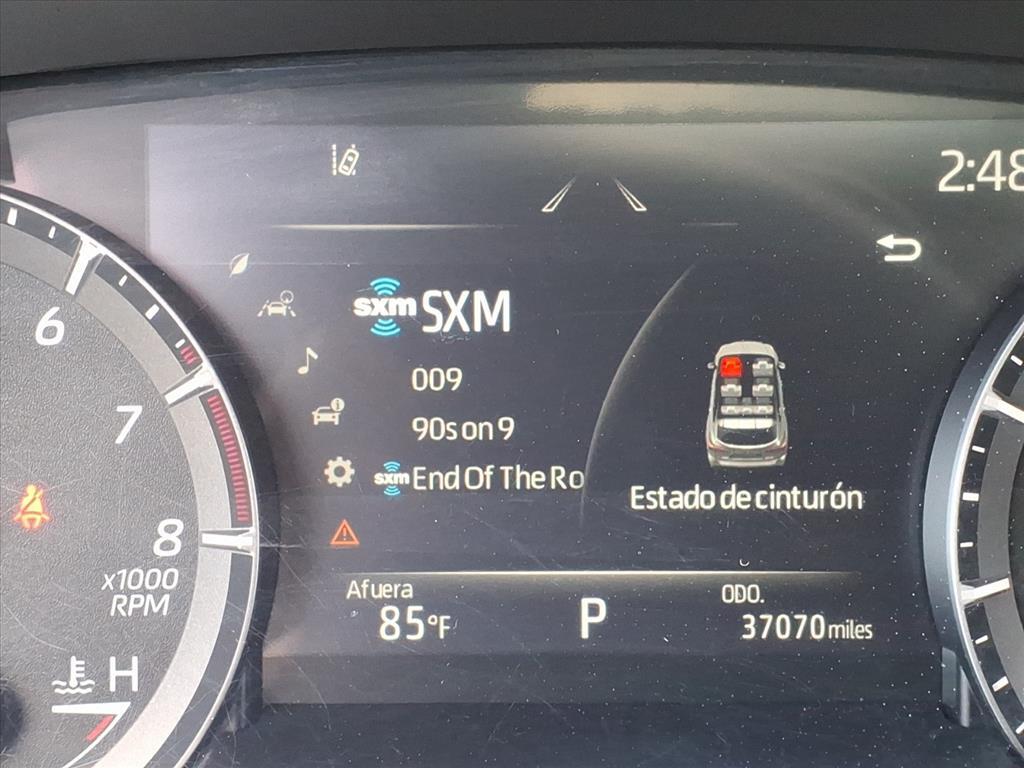 2:48
6
sxm SXM
009
7
90s on 9
sxm End Of The Ro
Estado de cinturón
8
x1000
RPM
Afuera
85°F
P
ODO.
37070 miles
H